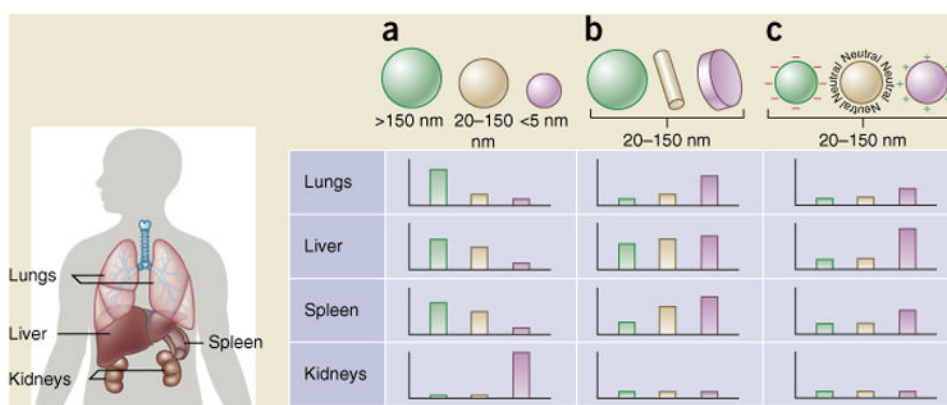 a
b
c
>150 nm
20–150 nm
<5 nm
20–150 nm
Neutral Neutral Neutral Neutral
20–150 nm
Lungs
Liver
Spleen
Kidneys
Lungs
Liver
Spleen
Kidneys